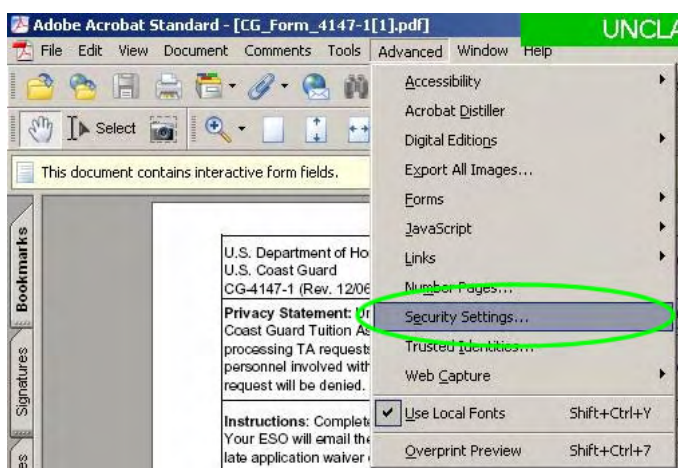 Adobe Acrobat Standard - [CG_Form_4147-1[1].pdf]
UNCLA
File Edit View Document Comments Tools Advanced Window Help
Select
This document contains interactive form fields.
Accessibility
Acrobat Distiller
Digital Editions
Export All Images...
Forms
JavaScript
Links
Number Pages...
Security Settings...
Trusted Identities...
Web Capture
Use Local Fonts Shift+Ctrl+Y
Overprint Preview Shift+Ctrl+7
Bookmarks
Signatures
U.S. Department of Ho
U.S. Coast Guard
CG-4147-1 (Rev. 12/06
Privacy Statement: Ur
Coast Guard Tuition As
processing TA requests
personnel involved with
request will be denied.
Instructions: Complete
Your ESO will email the
late application waiver